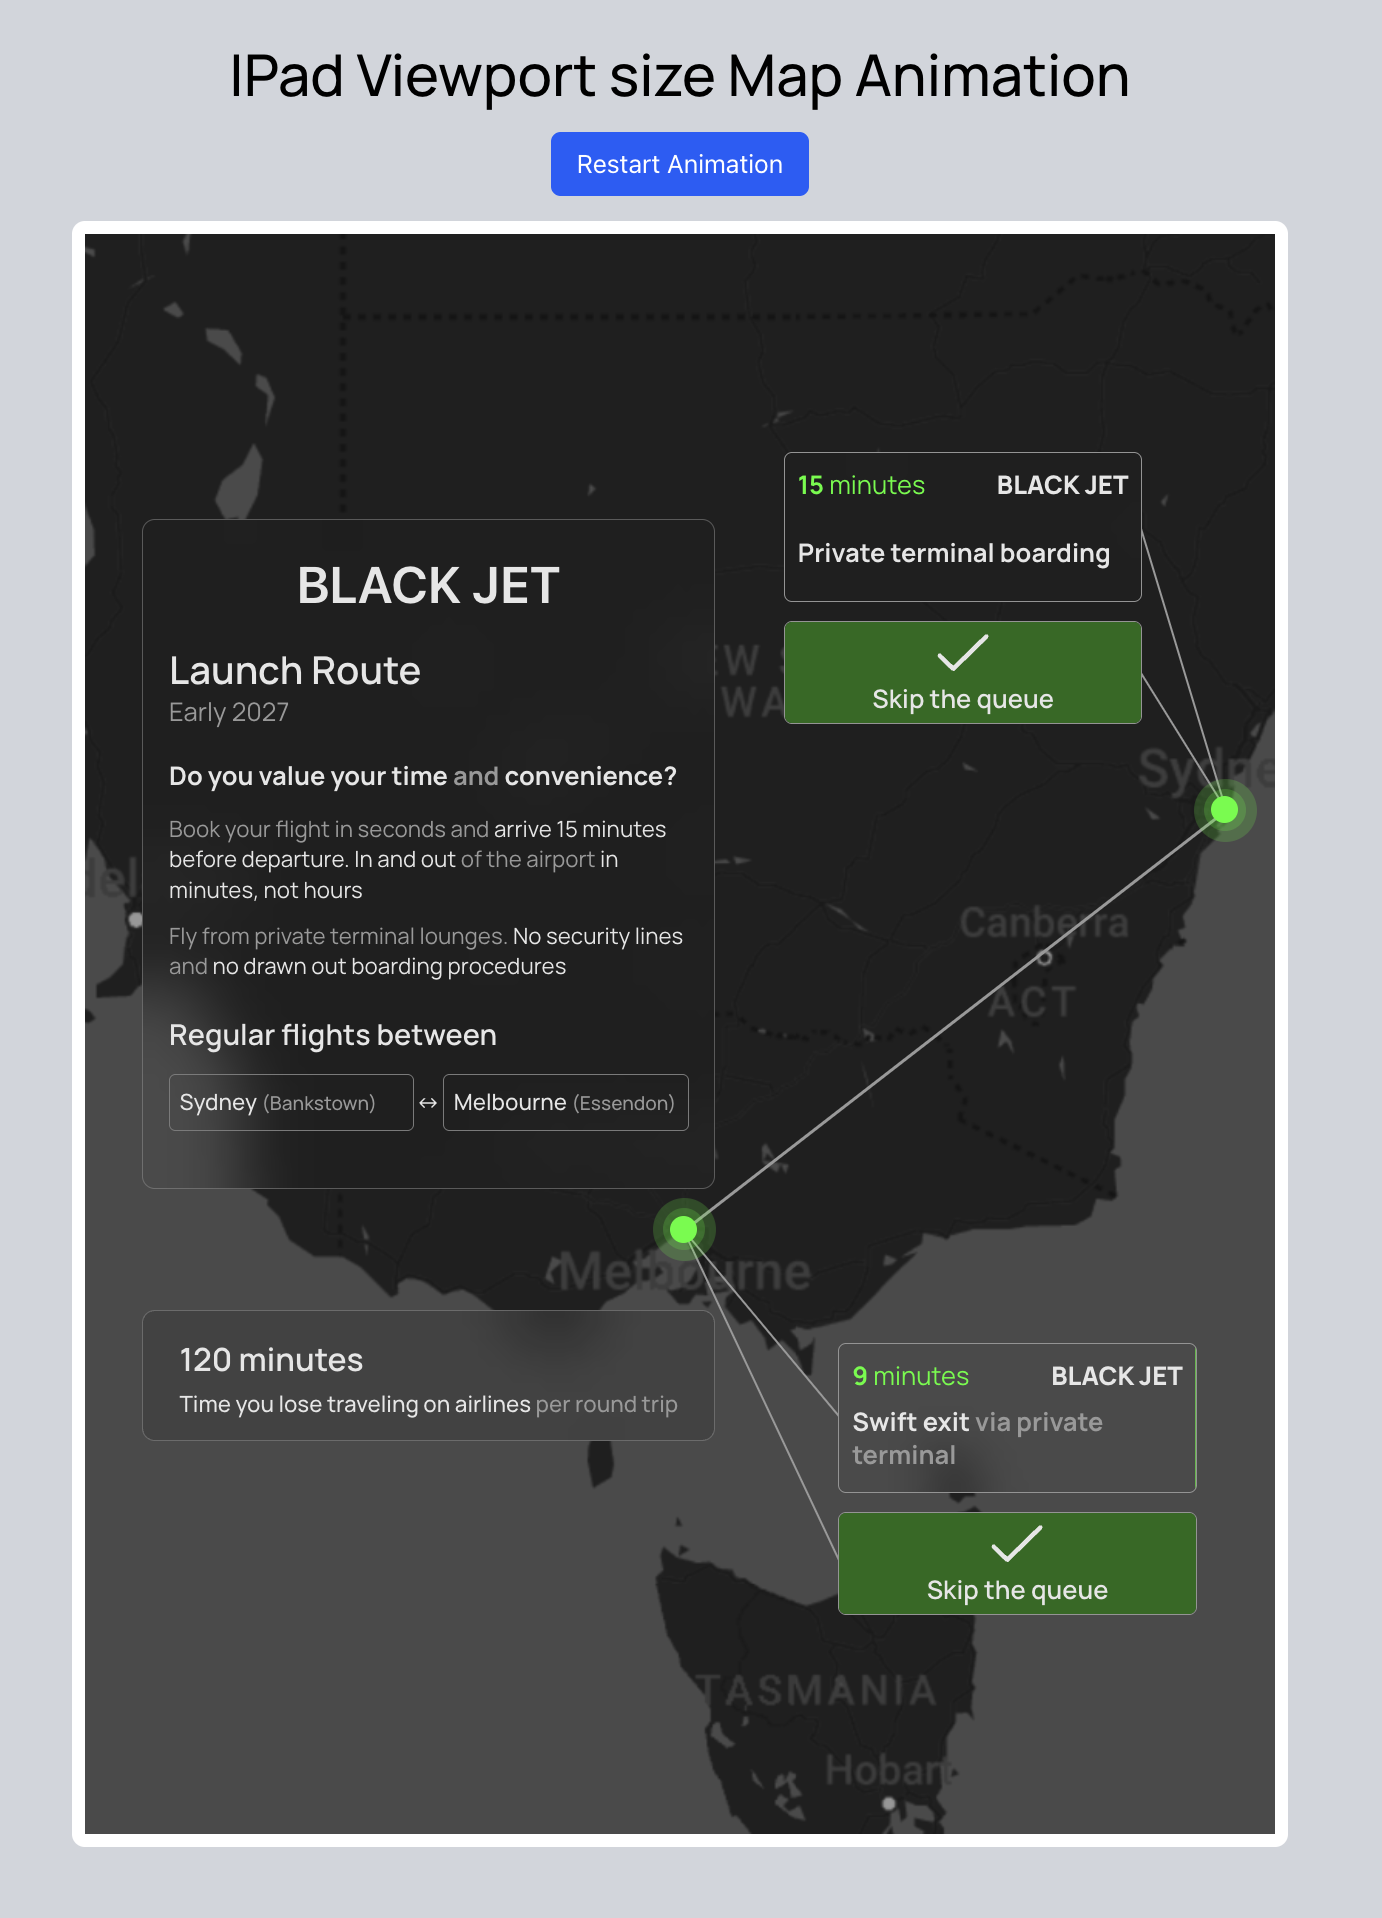 IPad Viewport size Map Animation
Restart Animation
15 minutes BLACK JET
Private terminal boarding
Skip the queue
BLACK JET
Launch Route
Early 2027
Do you value your time and convenience?
Book your flight in seconds and arrive 15 minutes
before departure. In and out of the airport in
minutes, not hours
Fly from private terminal lounges. No security lines
and no drawn out boarding procedures
Regular flights between
Sydney (Bankstown) ↔ Melbourne (Essendon)
EW S
WA
Sydne
del
Canberra
ACT
Melbourne
120 minutes
Time you lose traveling on airlines per round trip
9 minutes BLACK JET
Swift exit via private
terminal
Skip the queue
TASMANIA
Hobart